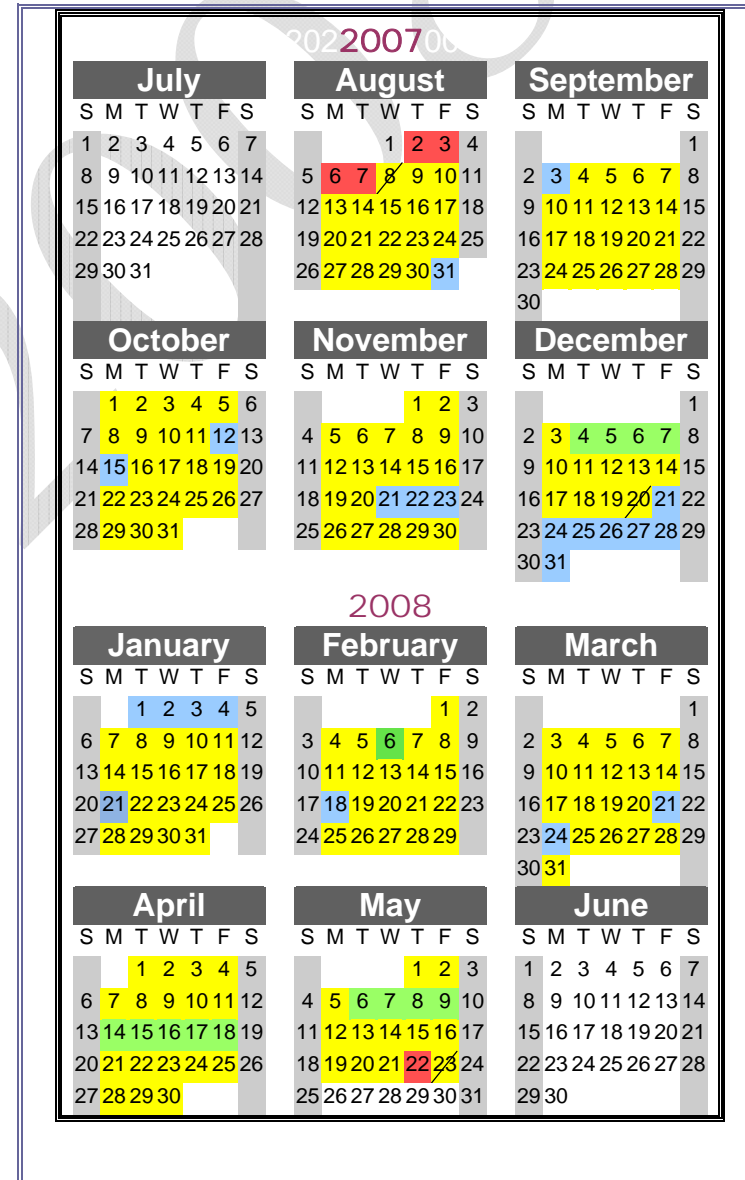 2007
July August September
S M T W T F S S M T W T F S S M T W T F S
1 2 3 4 5 6 7 1 2 3 4 1
8 9 10 11 12 13 14 5 6 7 8 9 10 11 2 3 4 5 6 7 8
15 16 17 18 19 20 21 12 13 14 15 16 17 18 9 10 11 12 13 14 15
22 23 24 25 26 27 28 19 20 21 22 23 24 25 16 17 18 19 20 21 22
29 30 31 26 27 28 29 30 31 23 24 25 26 27 28 29
30
October November December
S M T W T F S S M T W T F S S M T W T F S
1 2 3 4 5 6 1 2 3 1
7 8 9 10 11 12 13 4 5 6 7 8 9 10 2 3 4 5 6 7 8
14 15 16 17 18 19 20 11 12 13 14 15 16 17 9 10 11 12 13 14 15
21 22 23 24 25 26 27 18 19 20 21 22 23 24 16 17 18 19 20 21 22
28 29 30 31 25 26 27 28 29 30 23 24 25 26 27 28 29
30 31
2008
January February March
S M T W T F S S M T W T F S S M T W T F S
1 2 3 4 5 1 2 1
6 7 8 9 10 11 12 3 4 5 6 7 8 9 2 3 4 5 6 7 8
13 14 15 16 17 18 19 10 11 12 13 14 15 16 9 10 11 12 13 14 15
20 21 22 23 24 25 26 17 18 19 20 21 22 23 16 17 18 19 20 21 22
27 28 29 30 31 24 25 26 27 28 29 23 24 25 26 27 28 29
30 31
April May June
S M T W T F S S M T W T F S S M T W T F S
1 2 3 4 5 1 2 3 1 2 3 4 5 6 7
6 7 8 9 10 11 12 4 5 6 7 8 9 10 8 9 10 11 12 13 14
13 14 15 16 17 18 19 11 12 13 14 15 16 17 15 16 17 18 19 20 21
20 21 22 23 24 25 26 18 19 20 21 22 23 24 22 23 24 25 26 27 28
27 28 29 30 25 26 27 28 29 30 31 29 30